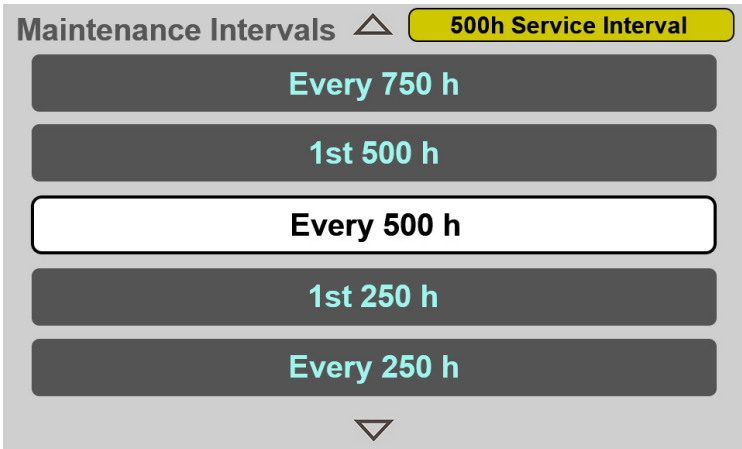 Maintenance Intervals
500h Service Interval
Every 750 h
1st 500 h
Every 500 h
1st 250 h
Every 250 h